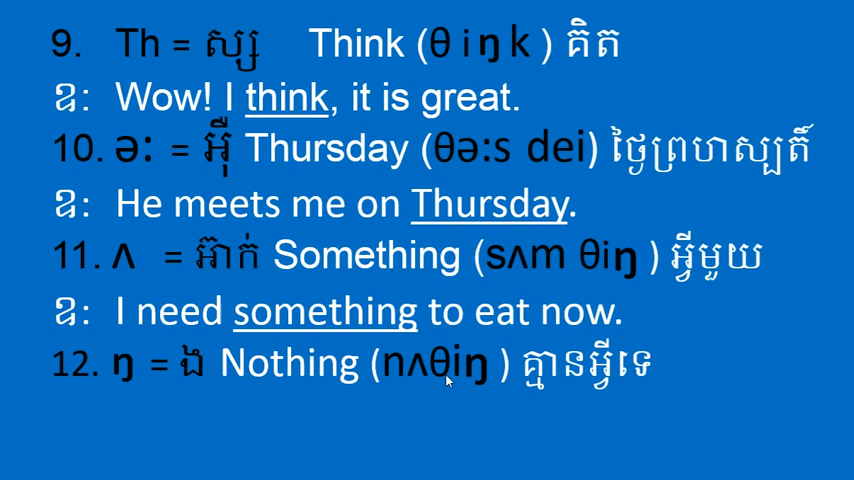 9. Th = ស្ស Think (θ i ŋ k ) គិត
ឧ: Wow! I think, it is great.
10. ə: = អ៊ឺ Thursday (θə:s dei) ថ្ងៃព្រហស្បតិ៍
ឧ: He meets me on Thursday.
11. ʌ = អ៊ាក់ Something (sʌm θiŋ ) អ្វីមួយ
ឧ: I need something to eat now.
12. ŋ = ង Nothing (nʌθiŋ ) គ្មានអ្វីទេ